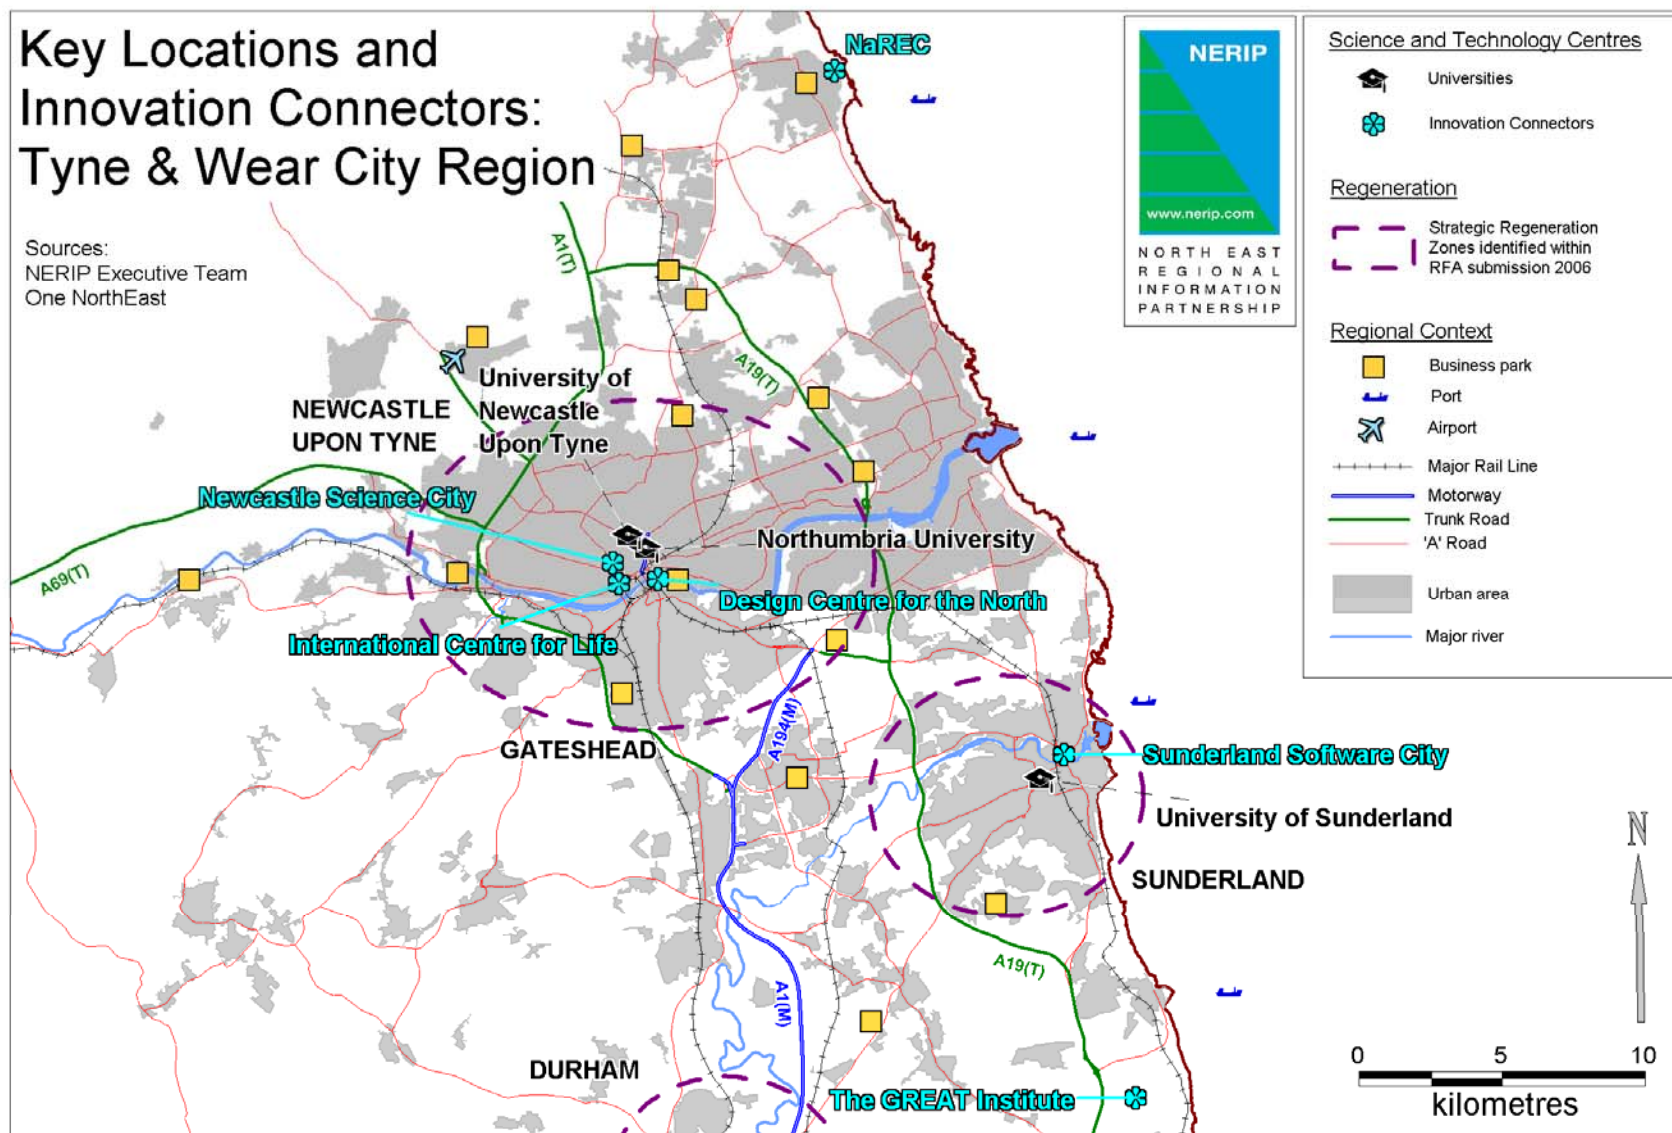 Key Locations and
Innovation Connectors:
Tyne & Wear City Region
Sources:
NERIP Executive Team
One NorthEast
NERIP
www.nerip.com
NORTH EAST
REGIONAL
INFORMATION
PARTNERSHIP
Science and Technology Centres
Universities
Innovation Connectors
Regeneration
Strategic Regeneration
Zones identified within
RFA submission 2006
Regional Context
Business park
Port
Airport
Major Rail Line
Motorway
Trunk Road
'A' Road
Urban area
Major river
NaREC
A1(T)
A19(T)
University of
Newcastle
Upon Tyne
NEWCASTLE
UPON TYNE
Newcastle Science City
A69(T)
Northumbria University
Design Centre for the North
International Centre for Life
GATESHEAD
A194(M)
Sunderland Software City
University of Sunderland
SUNDERLAND
A19(T)
A1(M)
DURHAM
The GREAT Institute
N
0 5 10
kilometres